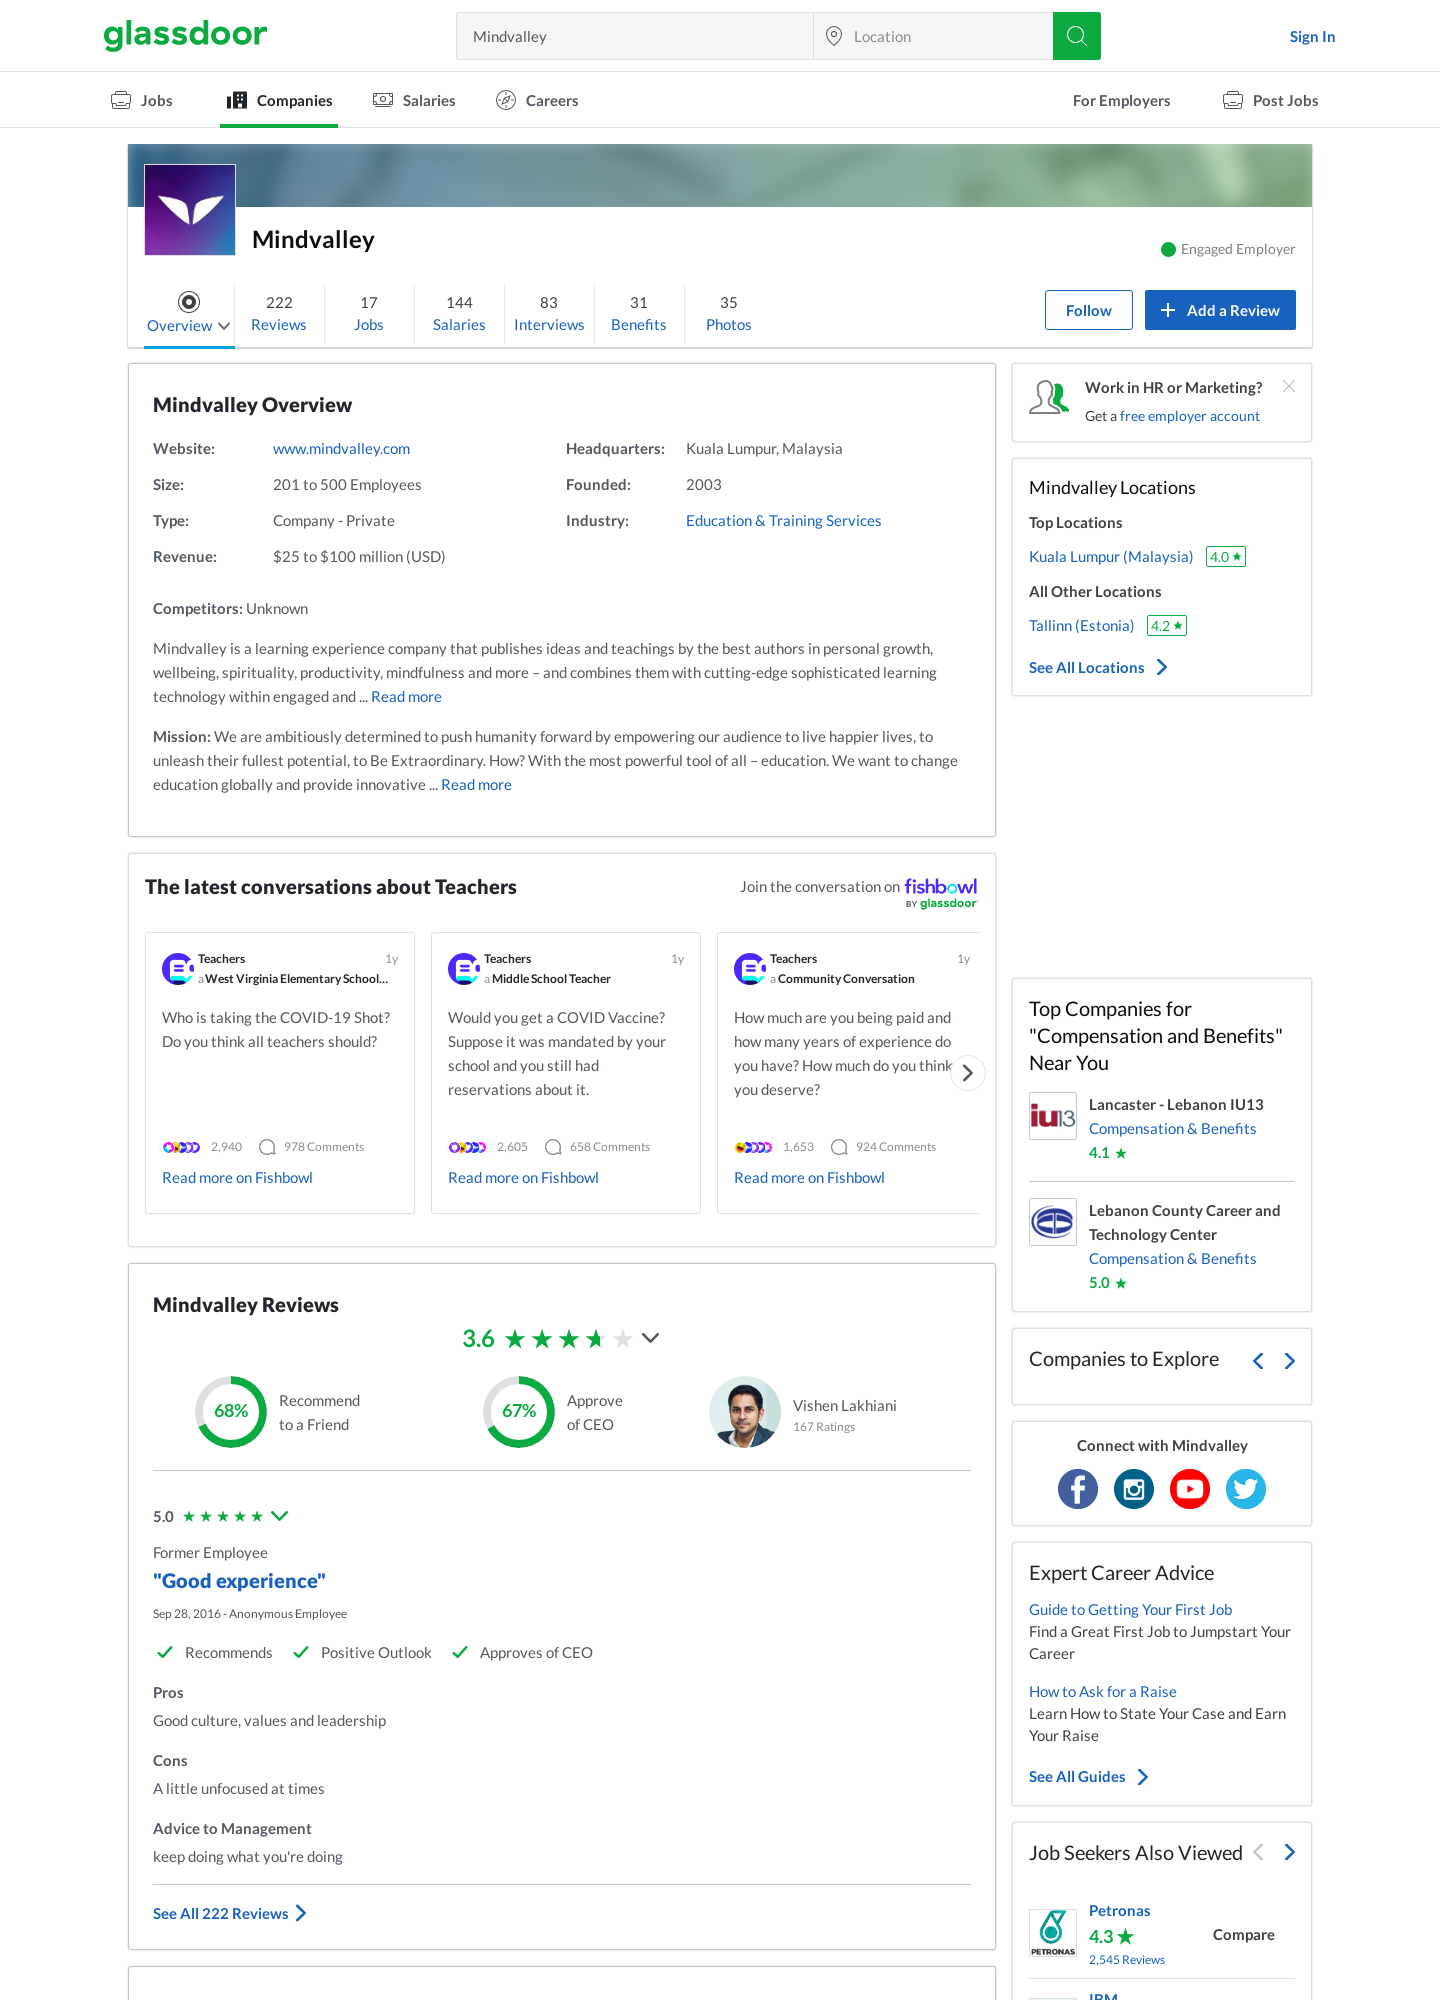 glassdoor
Mindvalley
Location
Sign In
Jobs
Companies
Salaries
Careers
For Employers
Post Jobs
Mindvalley
Engaged Employer
Overview
222
Reviews
17
Jobs
144
Salaries
83
Interviews
31
Benefits
35
Photos
Follow
Add a Review
Mindvalley Overview
Website: www.mindvalley.com
Headquarters: Kuala Lumpur, Malaysia
Size: 201 to 500 Employees
Founded: 2003
Type: Company - Private
Industry: Education & Training Services
Revenue: $25 to $100 million (USD)
Competitors: Unknown
Mindvalley is a learning experience company that publishes ideas and teachings by the best authors in personal growth,
wellbeing, spirituality, productivity, mindfulness and more – and combines them with cutting-edge sophisticated learning
technology within engaged and ... Read more
Mission: We are ambitiously determined to push humanity forward by empowering our audience to live happier lives, to
unleash their fullest potential, to Be Extraordinary. How? With the most powerful tool of all – education. We want to change
education globally and provide innovative ... Read more
The latest conversations about Teachers
Join the conversation on fishbowl
BY glassdoor
Teachers
1y
a West Virginia Elementary School...
Who is taking the COVID-19 Shot?
Do you think all teachers should?
2,940
978 Comments
Read more on Fishbowl
Teachers
1y
a Middle School Teacher
Would you get a COVID Vaccine?
Suppose it was mandated by your
school and you still had
reservations about it.
2,605
658 Comments
Read more on Fishbowl
Teachers
1y
a Community Conversation
How much are you being paid and
how many years of experience do
you have? How much do you think
you deserve?
1,653
924 Comments
Read more on Fishbowl
Mindvalley Reviews
3.6
68%
Recommend
to a Friend
67%
Approve
of CEO
Vishen Lakhiani
167 Ratings
5.0
Former Employee
"Good experience"
Sep 28, 2016 - Anonymous Employee
Recommends
Positive Outlook
Approves of CEO
Pros
Good culture, values and leadership
Cons
A little unfocused at times
Advice to Management
keep doing what you're doing
See All 222 Reviews
Work in HR or Marketing?
Get a free employer account
Mindvalley Locations
Top Locations
Kuala Lumpur (Malaysia) 4.0 ★
All Other Locations
Tallinn (Estonia) 4.2 ★
See All Locations
Top Companies for
"Compensation and Benefits"
Near You
iu13
Lancaster - Lebanon IU13
Compensation & Benefits
4.1 ★
Lebanon County Career and
Technology Center
Compensation & Benefits
5.0 ★
Companies to Explore
Connect with Mindvalley
Expert Career Advice
Guide to Getting Your First Job
Find a Great First Job to Jumpstart Your
Career
How to Ask for a Raise
Learn How to State Your Case and Earn
Your Raise
See All Guides
Job Seekers Also Viewed
PETRONAS
Petronas
4.3 ★
2,545 Reviews
Compare
IBM